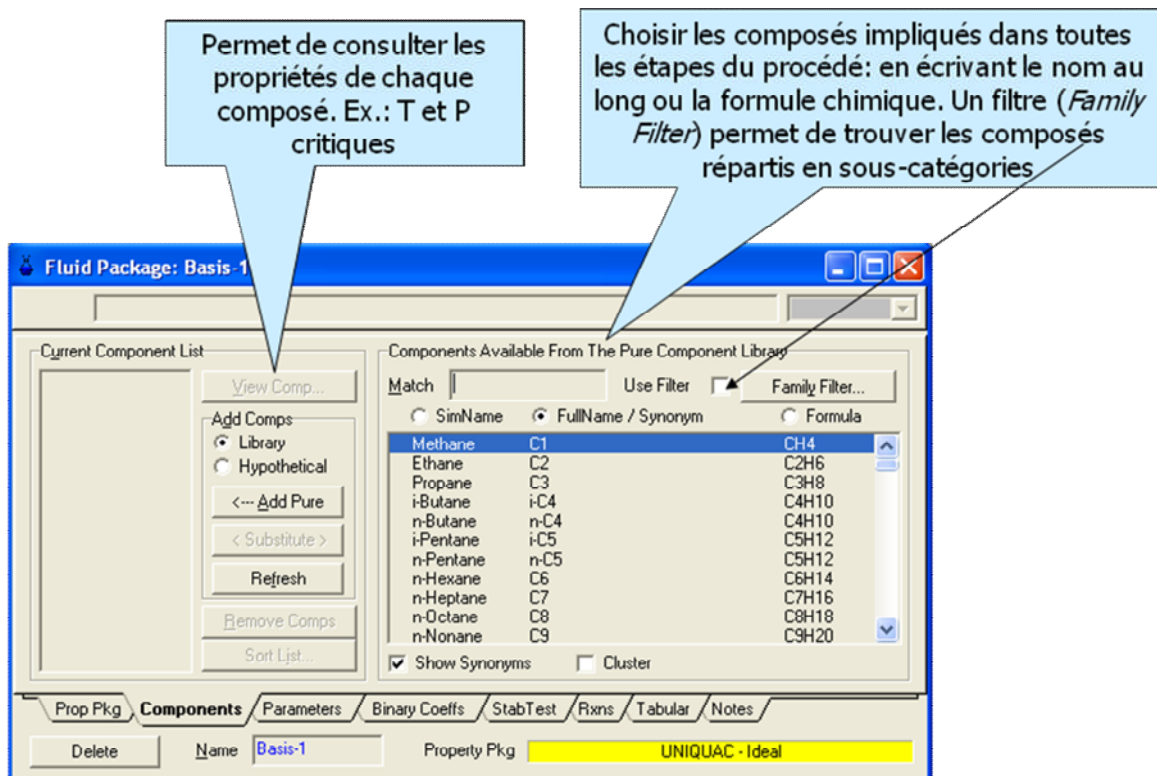 Permet de consulter les
propriétés de chaque
composé. Ex.: T et P
critiques
Choisir les composés impliqués dans toutes
les étapes du procédé: en écrivant le nom au
long ou la formule chimique. Un filtre (Family
Filter) permet de trouver les composés
répartis en sous-catégories
Fluid Package: Basis-1
Current Component List
View Comp...
Add Comps
Library
Hypothetical
<--- Add Pure
< Substitute >
Refresh
Remove Comps
Sort List...
Components Available From The Pure Component Library
Match Use Filter Family Filter...
SimName FullName / Synonym Formula
Methane C1 CH4
Ethane C2 C2H6
Propane C3 C3H8
i-Butane i-C4 C4H10
n-Butane n-C4 C4H10
i-Pentane i-C5 C5H12
n-Pentane n-C5 C5H12
n-Hexane C6 C6H14
n-Heptane C7 C7H16
n-Octane C8 C8H18
n-Nonane C9 C9H20
Show Synonyms Cluster
Prop Pkg Components Parameters Binary Coeffs StabTest Rxns Tabular Notes
Delete Name Basis-1 Property Pkg UNIQUAC - Ideal